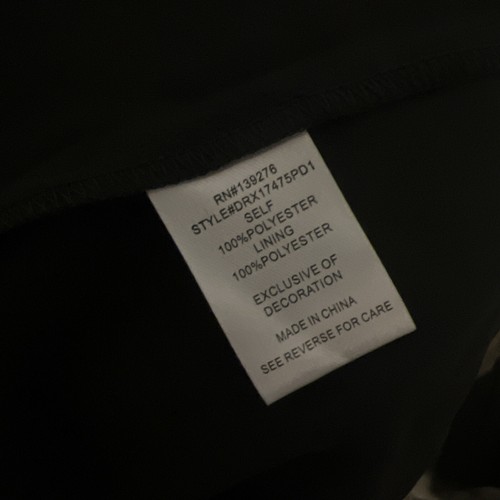 RN#139276
STYLE#DRX17475PD1
SELF
100%POLYESTER
LINING
100%POLYESTER
EXCLUSIVE OF
DECORATION
MADE IN CHINA
SEE REVERSE FOR CARE